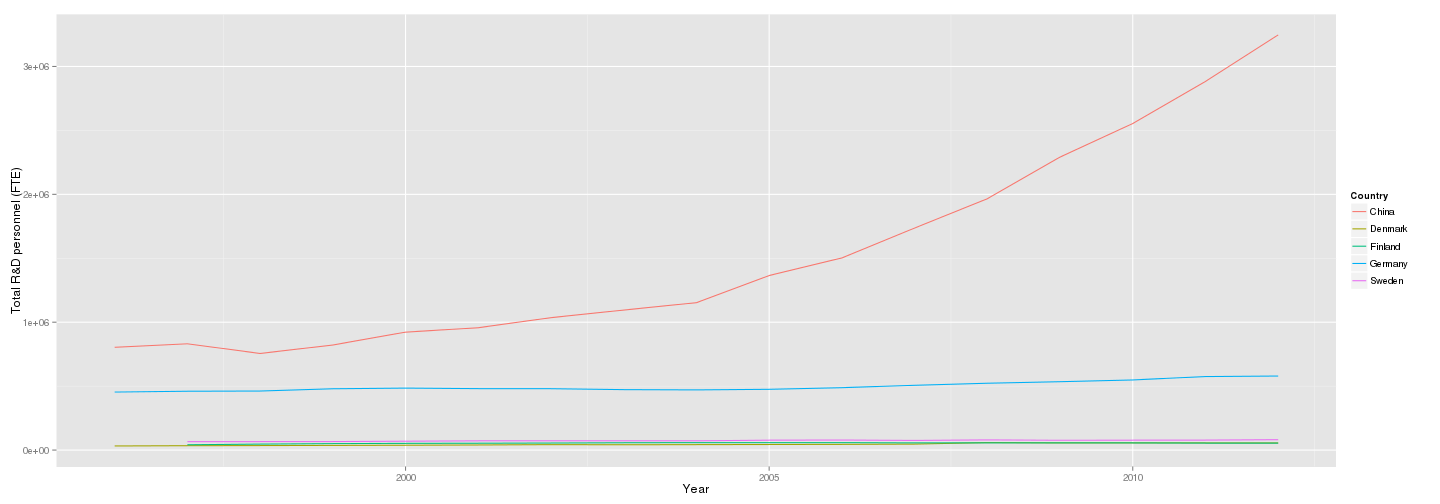 3e+06
2e+06
1e+06
0e+00
Total R&D personnel (FTE)
2000
2005
2010
Year
Country
China
Denmark
Finland
Germany
Sweden